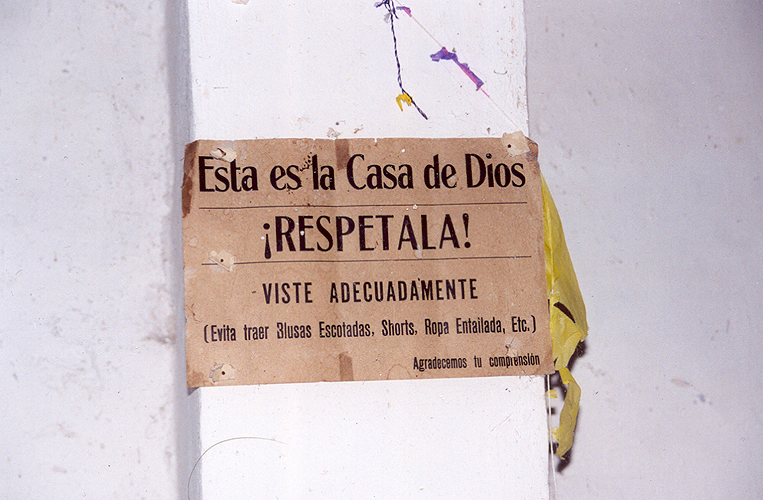 Esta es la Casa de Dios
¡RESPETALA!
VISTE ADECUADAMENTE
(Evita traer Blusas Escotadas, Shorts, Ropa Entallada, Etc.)
Agradecemos tu comprensión